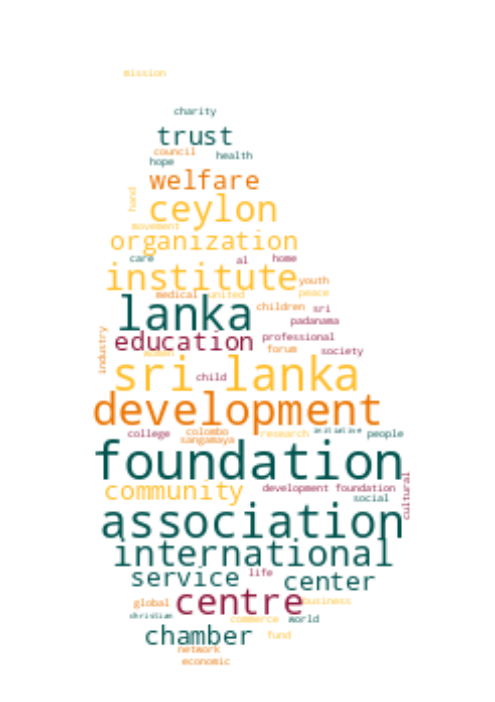 mission
charity
trust
council
hope health
welfare
hand
ceylon
movement
organization
care al home
institute youth
medical united peace
lanka children sri
padanama
education professional
industry women forum society
sri lanka
child
development
college colombo research initiative people
sangamaya
foundation
community development foundation
social
cultural
association
international
service life center
centre business
global
christian commerce world
chamber fund
network
economic